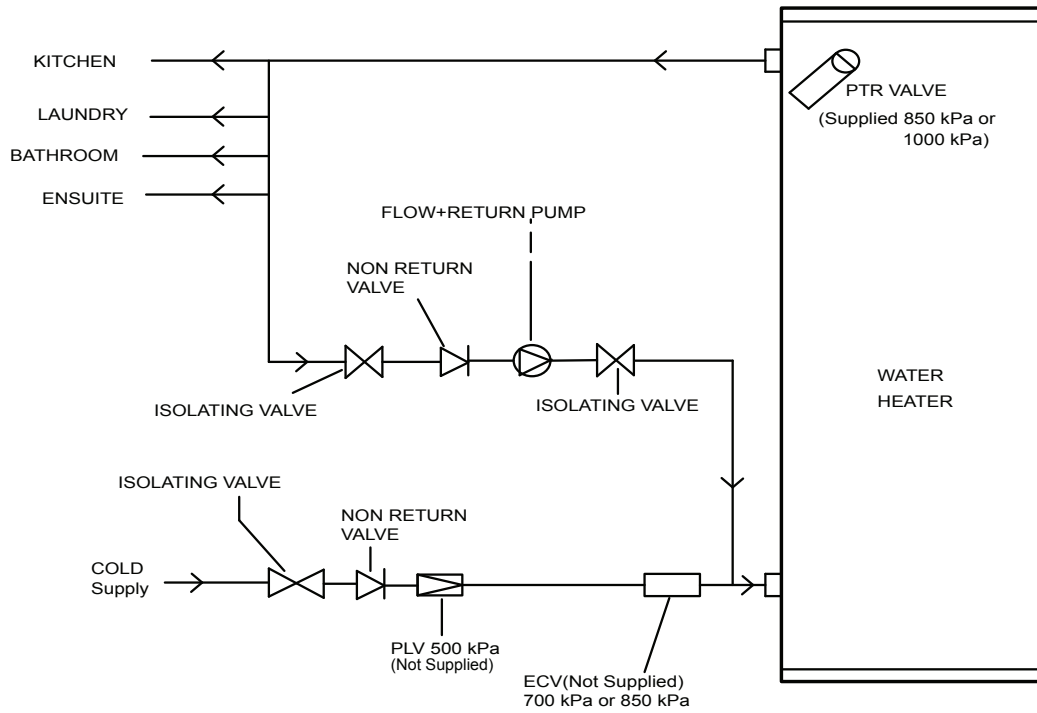 KITCHEN
LAUNDRY
BATHROOM
ENSUITE
PTR VALVE
(Supplied 850 kPa or
1000 kPa)
FLOW+RETURN PUMP
NON RETURN
VALVE
ISOLATING VALVE
ISOLATING VALVE
WATER
HEATER
ISOLATING VALVE
NON RETURN
VALVE
COLD
Supply
PLV 500 kPa
(Not Supplied)
ECV(Not Supplied)
700 kPa or 850 kPa